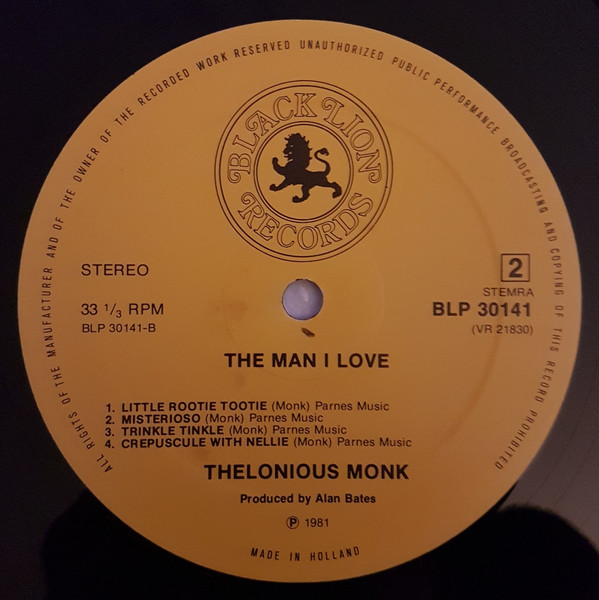 ALL RIGHTS OF THE MANUFACTURER AND OF THE OWNER OF THE RECORDED WORK RESERVED UNAUTHORIZED PUBLIC PERFORMANCE BROADCASTING AND COPYING OF THIS RECORD PROHIBITED
BLACK LION
RECORDS
STEREO
2
STEMRA
33 1/3 RPM
BLP 30141
BLP 30141-B
(VR 21830)
THE MAN I LOVE
1. LITTLE ROOTIE TOOTIE (Monk) Parnes Music
2. MISTERIOSO (Monk) Parnes Music
3. TRINKLE TINKLE (Monk) Parnes Music
4. CREPUSCULE WITH NELLIE (Monk) Parnes Music
THELONIOUS MONK
Produced by Alan Bates
℗ 1981
MADE IN HOLLAND